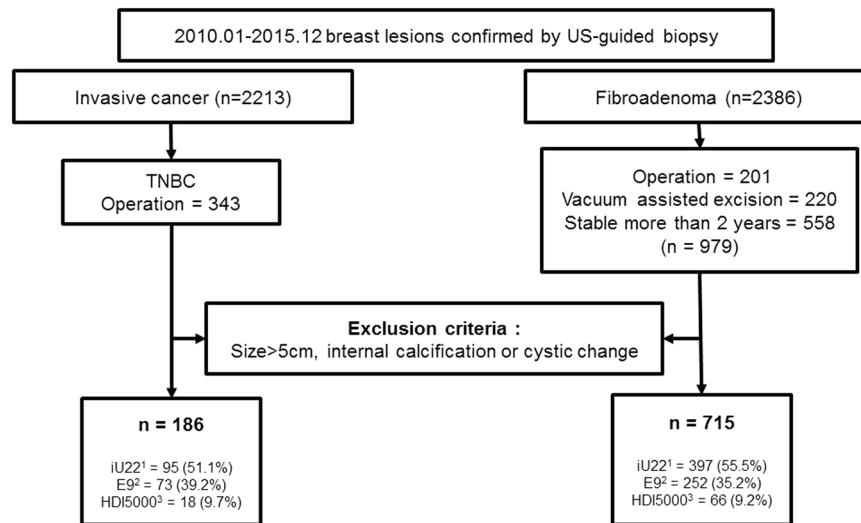 2010.01-2015.12 breast lesions confirmed by US-guided biopsy
Invasive cancer (n=2213)
Fibroadenoma (n=2386)
TNBC
Operation = 343
Operation = 201
Vacuum assisted excision = 220
Stable more than 2 years = 558
(n = 979)
Exclusion criteria :
Size>5cm, internal calcification or cystic change
n = 186
iU22¹ = 95 (51.1%)
E9² = 73 (39.2%)
HDI5000³ = 18 (9.7%)
n = 715
iU22¹ = 397 (55.5%)
E9² = 252 (35.2%)
HDI5000³ = 66 (9.2%)